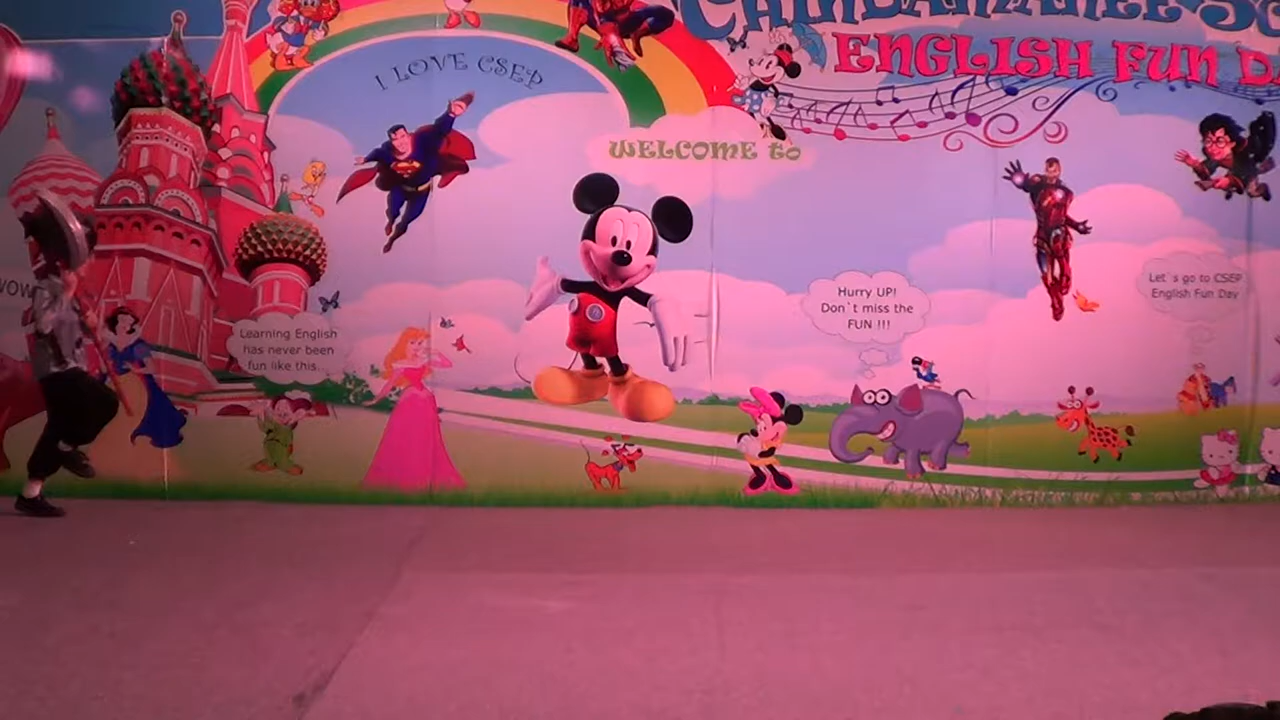 I LOVE CSEP
ENGLISH FUN
WELCOME to
Hurry UP!
Don`t miss the
FUN !!!
Let`s go to CSEP
English Fun Day
Learning English
has never been
fun like this.